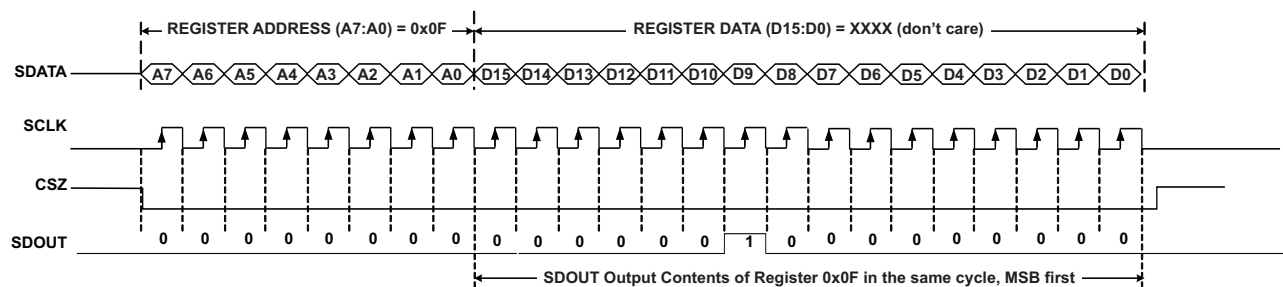 REGISTER ADDRESS (A7:A0) = 0x0F REGISTER DATA (D15:D0) = XXXX (don't care)
SDATA A7 A6 A5 A4 A3 A2 A1 A0 D15 D14 D13 D12 D11 D10 D9 D8 D7 D6 D5 D4 D3 D2 D1 D0
SCLK
CSZ
SDOUT 0 0 0 0 0 0 0 0 0 0 0 0 0 0 1 0 0 0 0 0 0 0 0 0
SDOUT Output Contents of Register 0x0F in the same cycle, MSB first